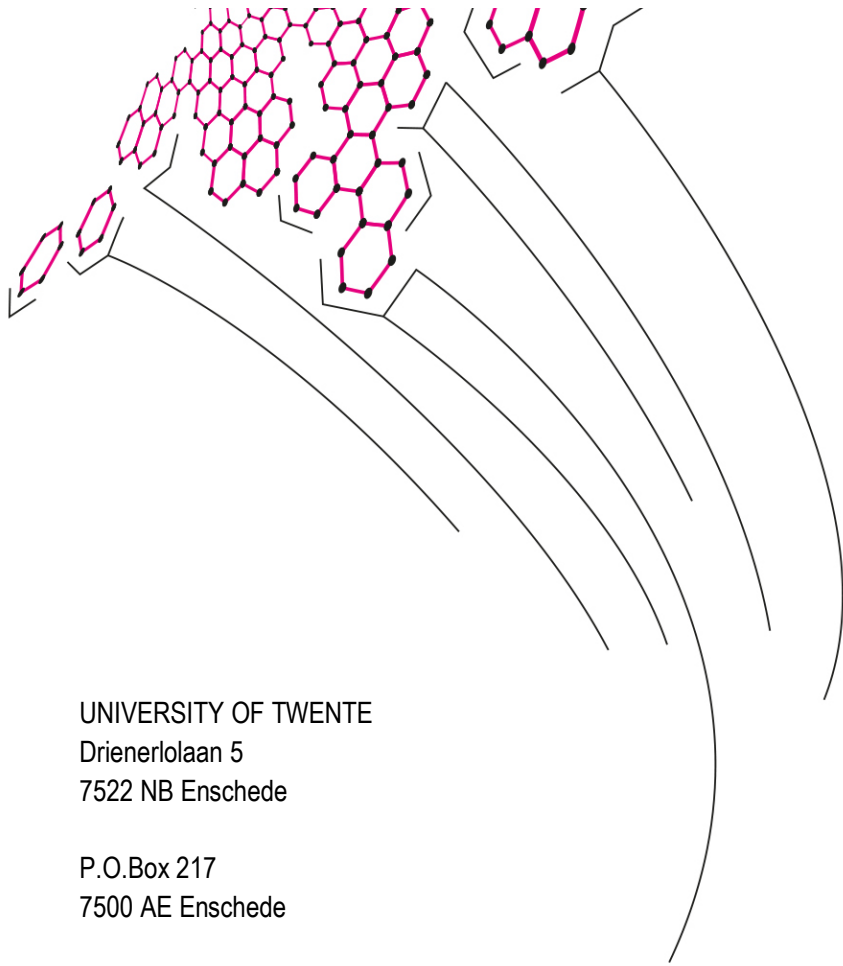 UNIVERSITY OF TWENTE
Drienerlolaan 5
7522 NB Enschede
P.O.Box 217
7500 AE Enschede